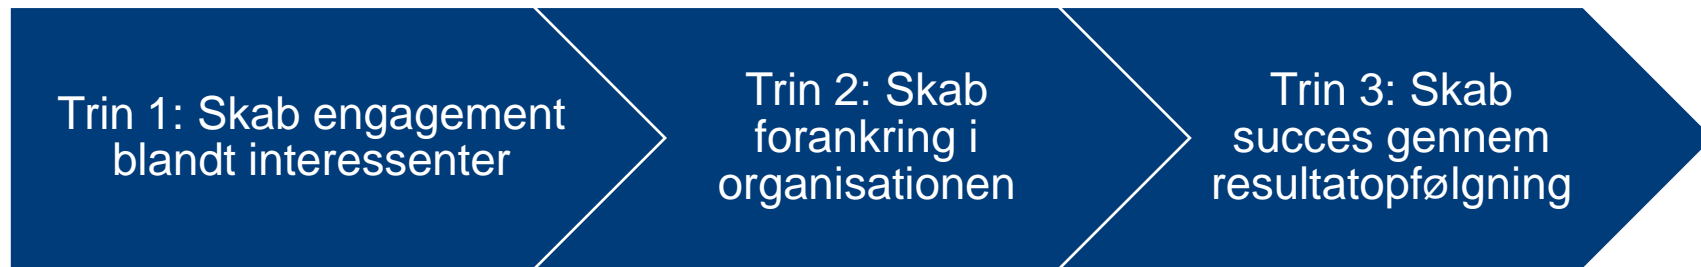 Trin 1: Skab engagement
blandt interessenter
Trin 2: Skab
forankring i
organisationen
Trin 3: Skab
succes gennem
resultatopfølgning